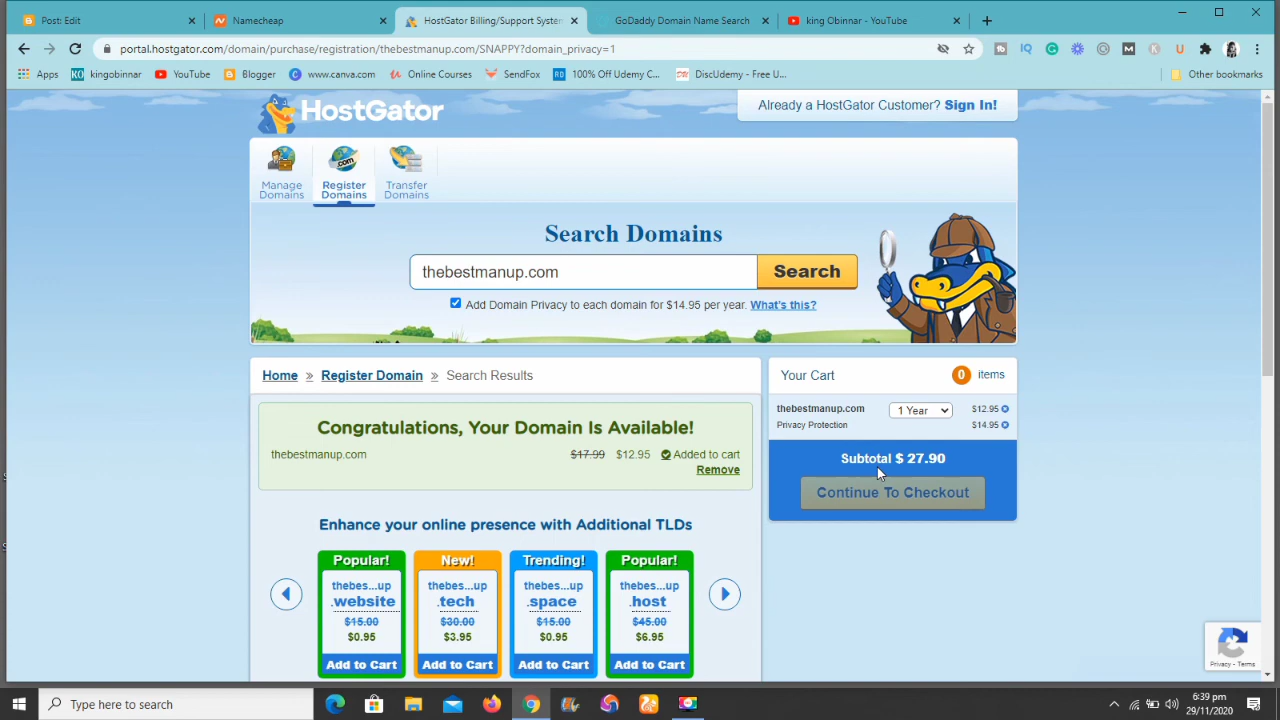 Post: Edit
Namecheap
HostGator Billing/Support System
GoDaddy Domain Name Search
king Obinnar - YouTube
portal.hostgator.com/domain/purchase/registration/thebestmanup.com/SNAPPY?domain_privacy=1
Apps
kingobinnar
YouTube
Blogger
www.canva.com
Online Courses
SendFox
100% Off Udemy C...
DiscUdemy - Free U...
Other bookmarks
HostGator
Already a HostGator Customer? Sign In!
Manage Domains
.com
Register Domains
Transfer Domains
Search Domains
thebestmanup.com
Search
Add Domain Privacy to each domain for $14.95 per year. What's this?
Home » Register Domain » Search Results
Your Cart
0 items
Congratulations, Your Domain Is Available!
thebestmanup.com $17.99 $12.95 Added to cart
Remove
thebestmanup.com 1 Year $12.95
Privacy Protection $14.95
Subtotal $ 27.90
Continue To Checkout
Enhance your online presence with Additional TLDs
Popular! New! Trending! Popular!
thebes...up thebes...up thebes...up thebes...up
.website .tech .space .host
$15.00 $30.00 $15.00 $45.00
$0.95 $3.95 $0.95 $6.95
Add to Cart Add to Cart Add to Cart Add to Cart
Privacy - Terms
Type here to search
6:39 pm
29/11/2020